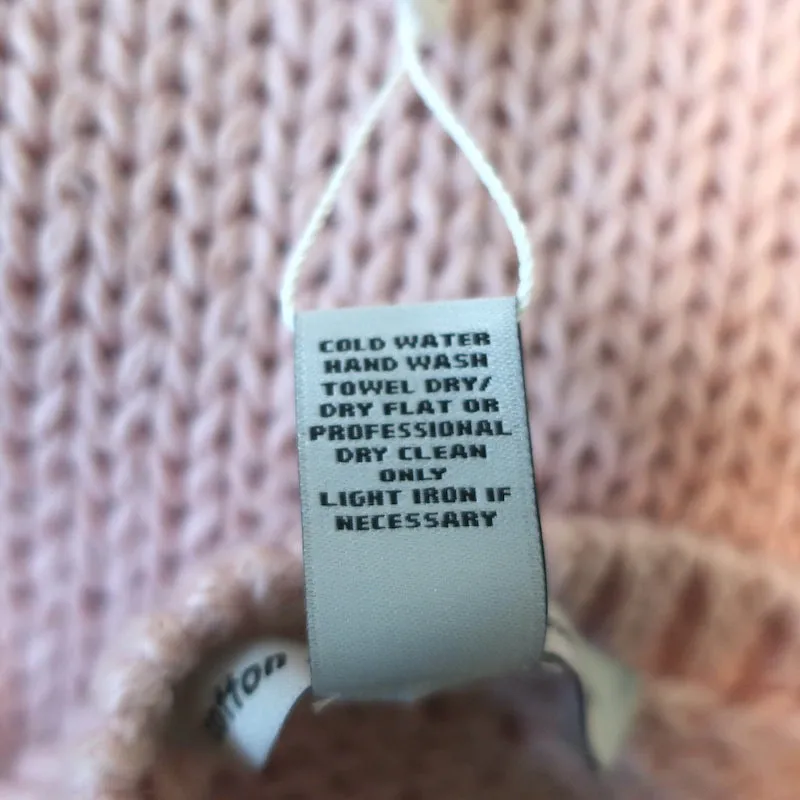 COLD WATER
HAND WASH
TOWEL DRY/
DRY FLAT OR
PROFESSIONAL
DRY CLEAN
ONLY
LIGHT IRON IF
NECESSARY